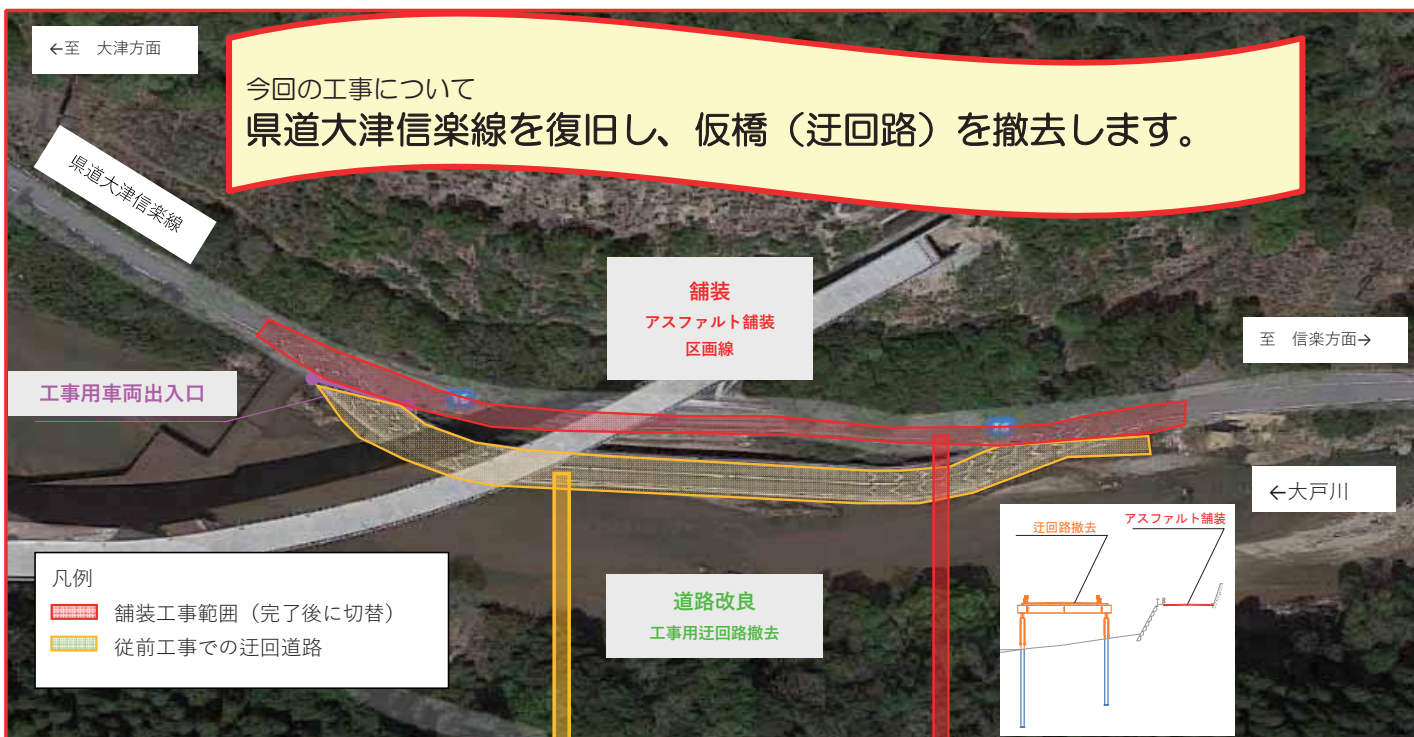 ←至 大津方面
今回の工事について
県道大津信楽線を復旧し、仮橋（迂回路）を撤去します。
県道大津信楽線
舗装
アスファルト舗装
区画線
至 信楽方面→
工事用車両出入口
←大戸川
迂回路撤去
アスファルト舗装
道路改良
工事用迂回路撤去
凡例
舗装工事範囲（完了後に切替）
従前工事での迂回道路